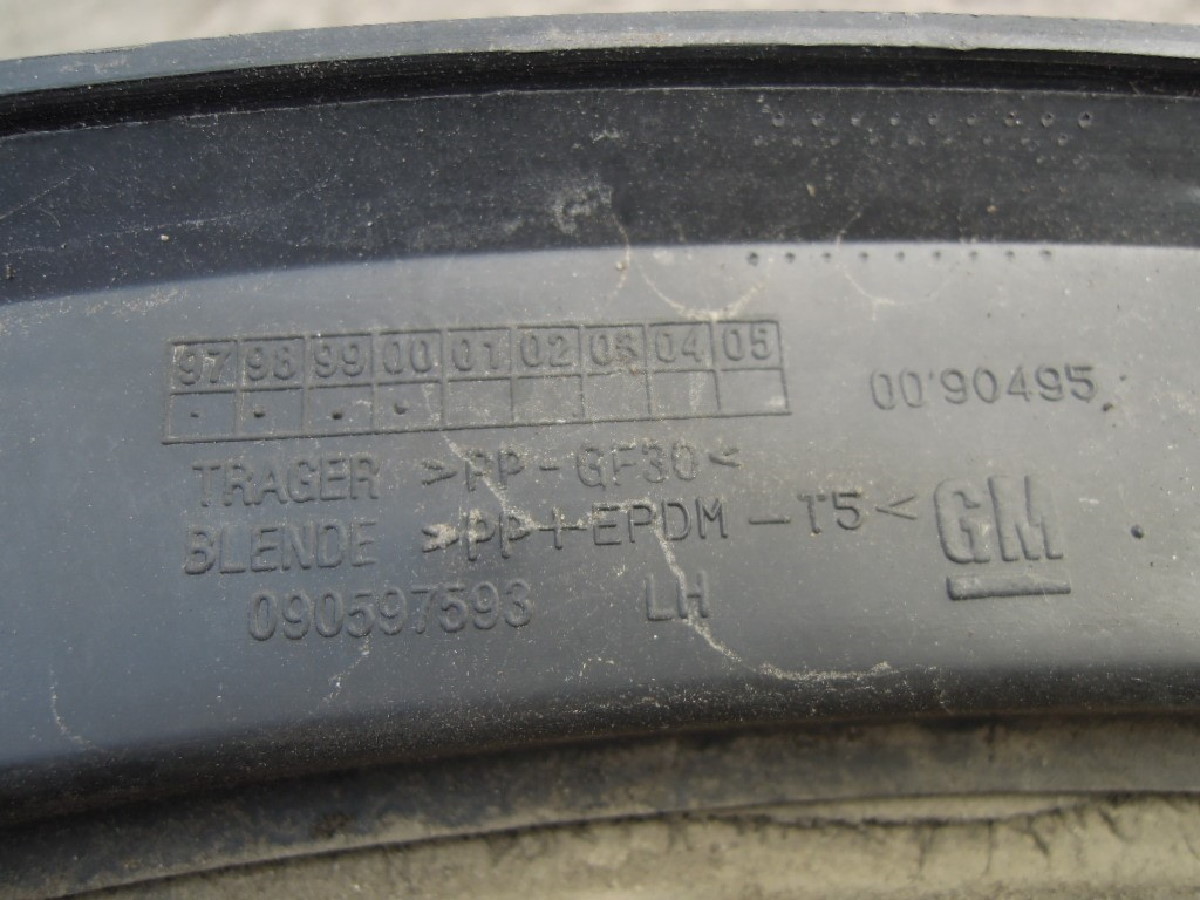 97 98 99 00 01 02 03 04 05
00'90495
TRAGER >PP-GF30<
BLENDE >PP+EPDM-T5<
GM
090597593 LH